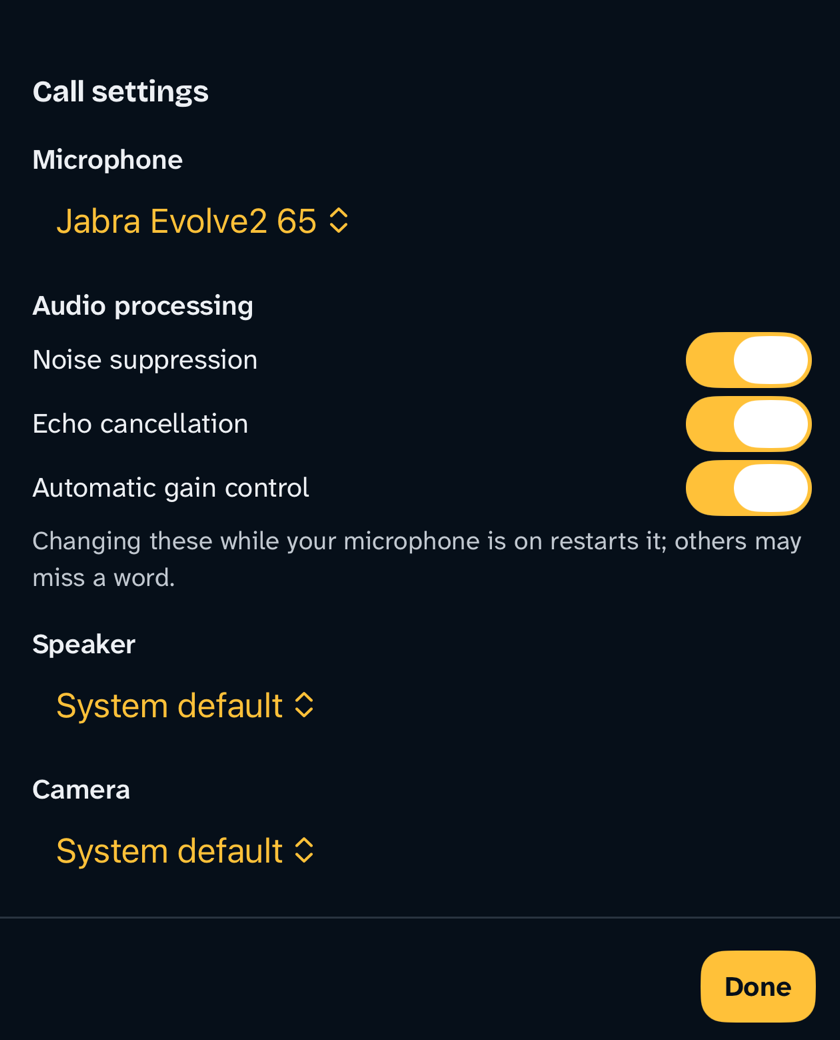 Call settings
Microphone
Jabra Evolve2 65
Audio processing
Noise suppression
Echo cancellation
Automatic gain control
Changing these while your microphone is on restarts it; others may
miss a word.
Speaker
System default
Camera
System default
Done